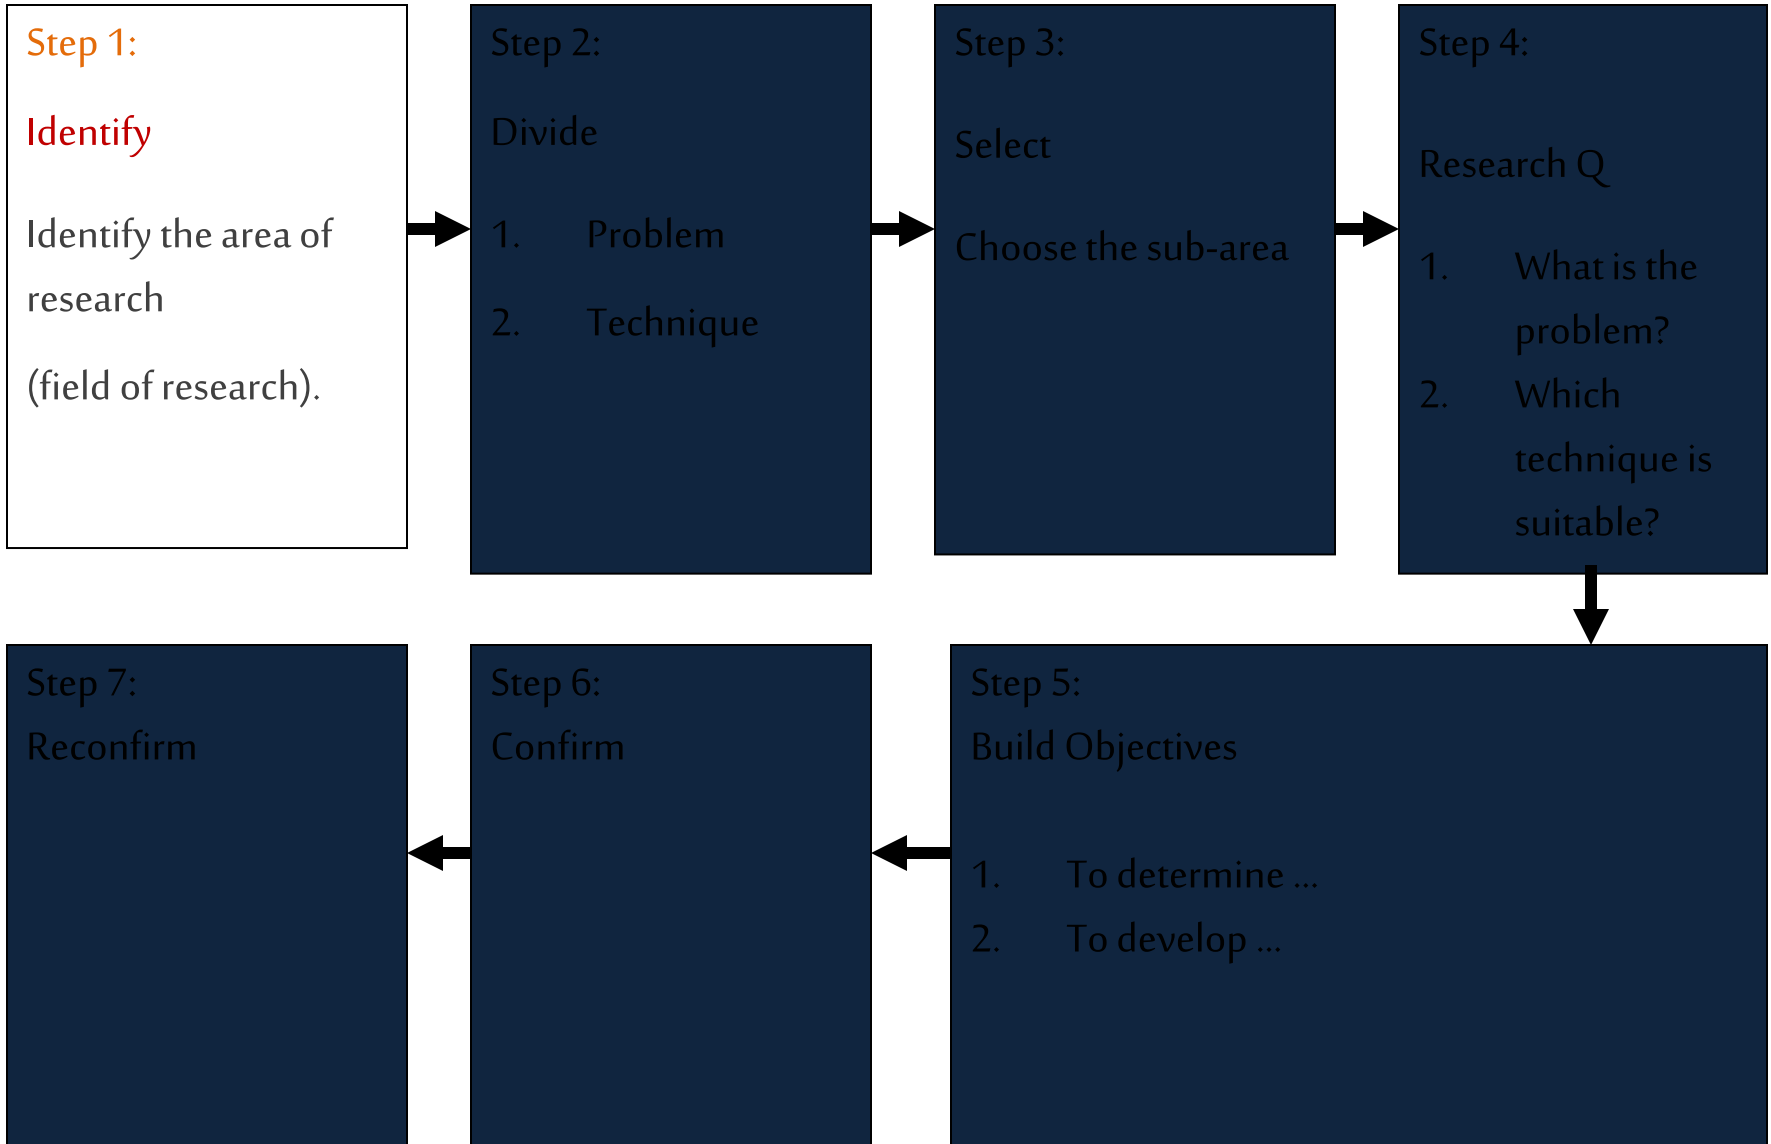 Step 1:
Identify
Identify the area of
research
(field of research).
Step 2:
Divide
1. Problem
2. Technique
Step 3:
Select
Choose the sub-area
Step 4:
Research Q
1. What is the
problem?
2. Which
technique is
suitable?
Step 5:
Build Objectives
1. To determine ...
2. To develop ...
Step 6:
Confirm
Step 7:
Reconfirm